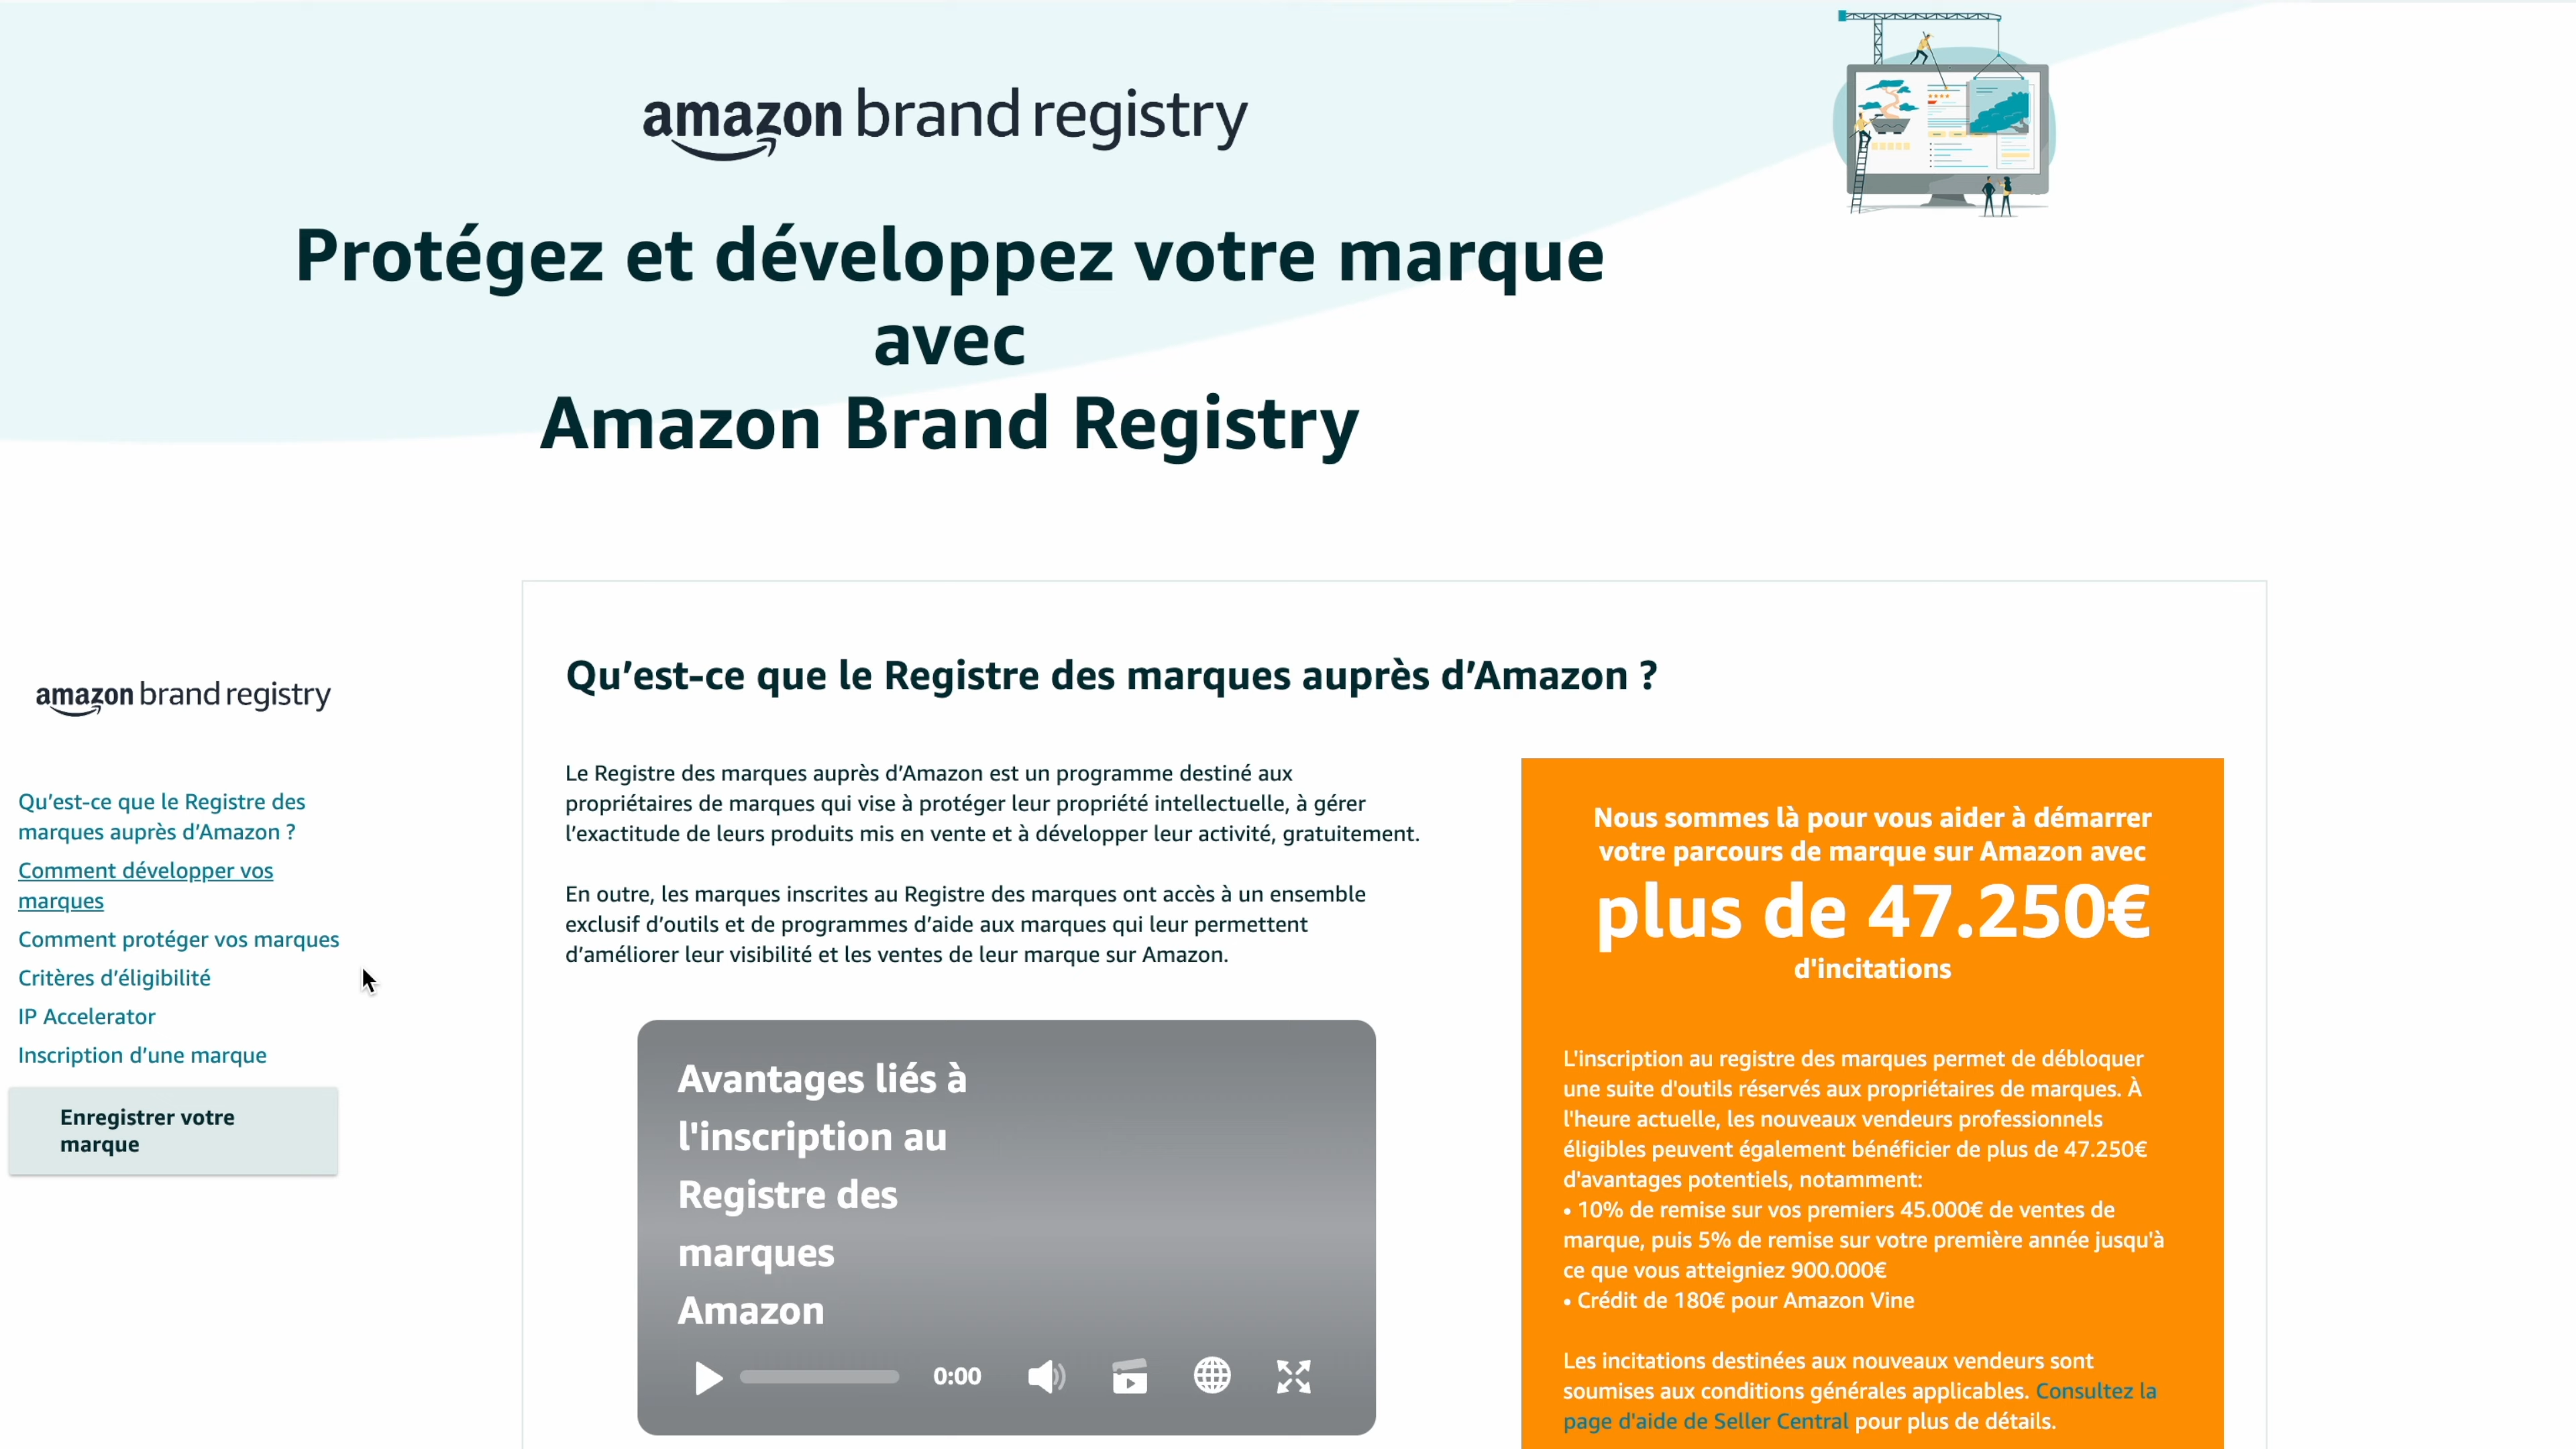 amazon brand registry
Protégez et développez votre marque
avec
Amazon Brand Registry
amazon brand registry
Qu’est-ce que le Registre des
marques auprès d’Amazon ?
Comment développer vos
marques
Comment protéger vos marques
Critères d’éligibilité
IP Accelerator
Inscription d’une marque
Enregistrer votre
marque
Qu’est-ce que le Registre des marques auprès d’Amazon ?
Le Registre des marques auprès d’Amazon est un programme destiné aux
propriétaires de marques qui vise à protéger leur propriété intellectuelle, à gérer
l’exactitude de leurs produits mis en vente et à développer leur activité, gratuitement.
En outre, les marques inscrites au Registre des marques ont accès à un ensemble
exclusif d’outils et de programmes d’aide aux marques qui leur permettent
d’améliorer leur visibilité et les ventes de leur marque sur Amazon.
Avantages liés à
l'inscription au
Registre des
marques
Amazon
0:00
Nous sommes là pour vous aider à démarrer
votre parcours de marque sur Amazon avec
plus de 47.250€
d'incitations
L'inscription au registre des marques permet de débloquer
une suite d'outils réservés aux propriétaires de marques. À
l'heure actuelle, les nouveaux vendeurs professionnels
éligibles peuvent également bénéficier de plus de 47.250€
d'avantages potentiels, notamment:
• 10% de remise sur vos premiers 45.000€ de ventes de
marque, puis 5% de remise sur votre première année jusqu'à
ce que vous atteigniez 900.000€
• Crédit de 180€ pour Amazon Vine
Les incitations destinées aux nouveaux vendeurs sont
soumises aux conditions générales applicables. Consultez la
page d'aide de Seller Central pour plus de détails.